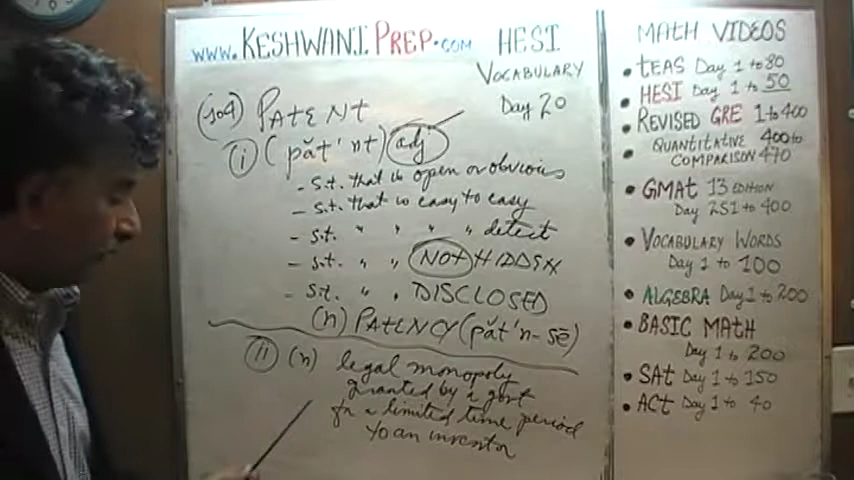 www.KESHWANIPREP.com
HESI
VOCABULARY
Day 20
(104) PATENT
(i) (păt'nt) adj
- s.t. that is open or obvious
- s.t. that is easy to easy
- s.t. " " " " detect
- s.t. " " NOT HIDDEN
- s.t. " " DISCLOSED
(n) PATENCY (păt'n-sē)
(ii) (n) legal monopoly
granted by a govt
for a limited time period
to an inventor
MATH VIDEOS
• TEAS Day 1 to 80
• HESI Day 1 to 50
• REVISED GRE 1 to 400
• QUANTITATIVE 400 to
COMPARISON 470
• GMAT 13 EDITION
Day 251 to 400
• VOCABULARY WORDS
Day 1 to 100
• ALGEBRA Day 1 to 200
• BASIC MATH
Day 1 to 200
• SAT Day 1 to 150
• ACT Day 1 to 40